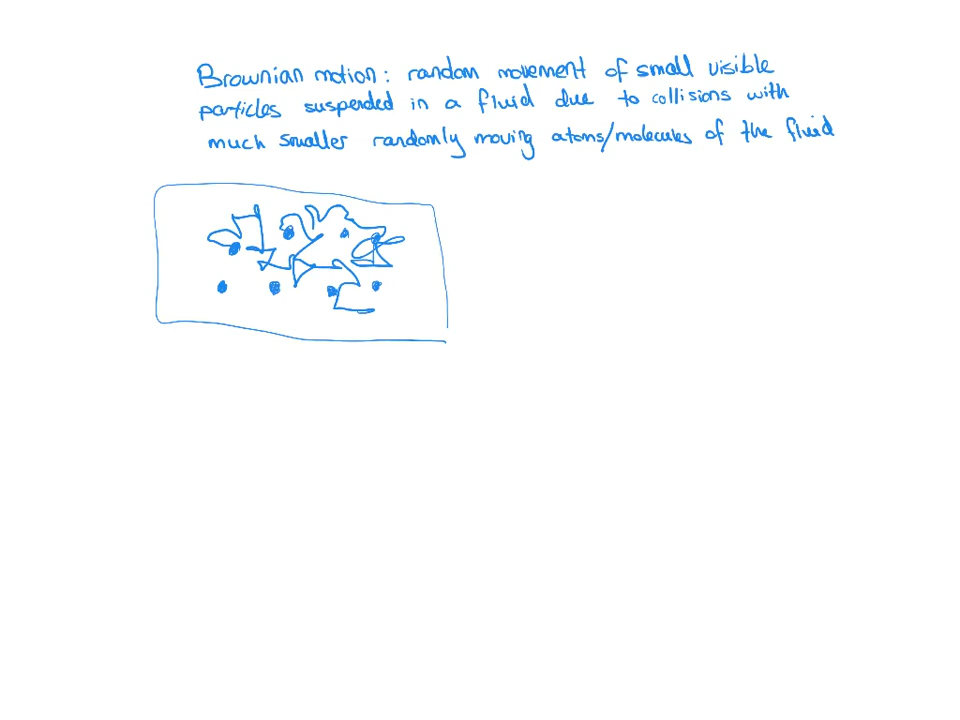 Brownian motion: random movement of small visible
particles suspended in a fluid due to collisions with
much smaller randomly moving atoms/molecules of the fluid